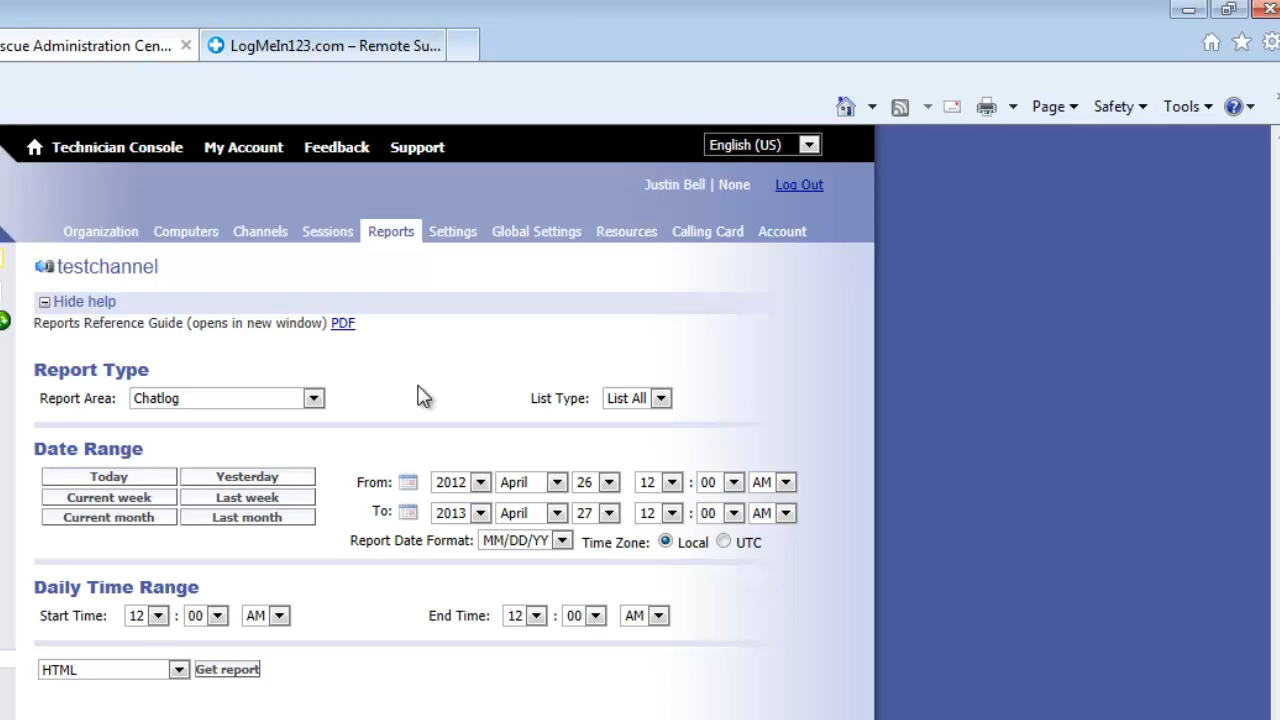 scue Administration Cen... LogMeIn123.com – Remote Su...
Page Safety Tools
Technician Console My Account Feedback Support English (US)
Justin Bell | None Log Out
Organization Computers Channels Sessions Reports Settings Global Settings Resources Calling Card Account
testchannel
Hide help
Reports Reference Guide (opens in new window) PDF
Report Type
Report Area: Chatlog List Type: List All
Date Range
Today Yesterday From: 2012 April 26 12 : 00 AM
Current week Last week
To: 2013 April 27 12 : 00 AM
Current month Last month
Report Date Format: MM/DD/YY Time Zone: Local UTC
Daily Time Range
Start Time: 12 : 00 AM End Time: 12 : 00 AM
HTML Get report